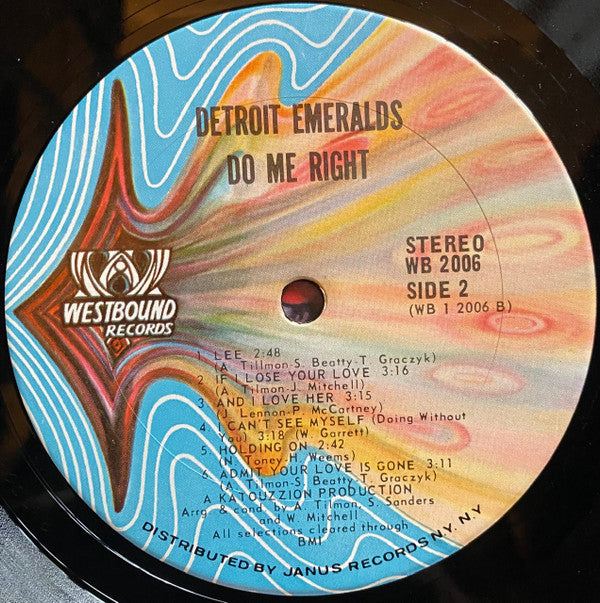 DETROIT EMERALDS
DO ME RIGHT
STEREO
WB 2006
SIDE 2
(WB 1 2006 B)
WESTBOUND
RECORDS
1. LEE 2:48
(A. Tillmon-S. Beatty-T. Graczyk)
2. IF I LOSE YOUR LOVE 3:16
(A. Tilmon-J. Mitchell)
3. AND I LOVE HER 3:15
(J. Lennon-P. McCartney)
4. I CAN'T SEE MYSELF (Doing Without
You) 3:18 (W. Garrett)
5. HOLDING ON 2:42
(N. Toney-H. Weems)
6. ADMIT YOUR LOVE IS GONE 3:11
(A. Tilmon-S. Beatty-T. Graczyk)
A KATOUZZION PRODUCTION
Arrg. & cond. by A. Tilmon, S. Sanders
and W. Mitchell
All selections cleared through
BMI
DISTRIBUTED BY JANUS RECORDS N.Y. N.Y